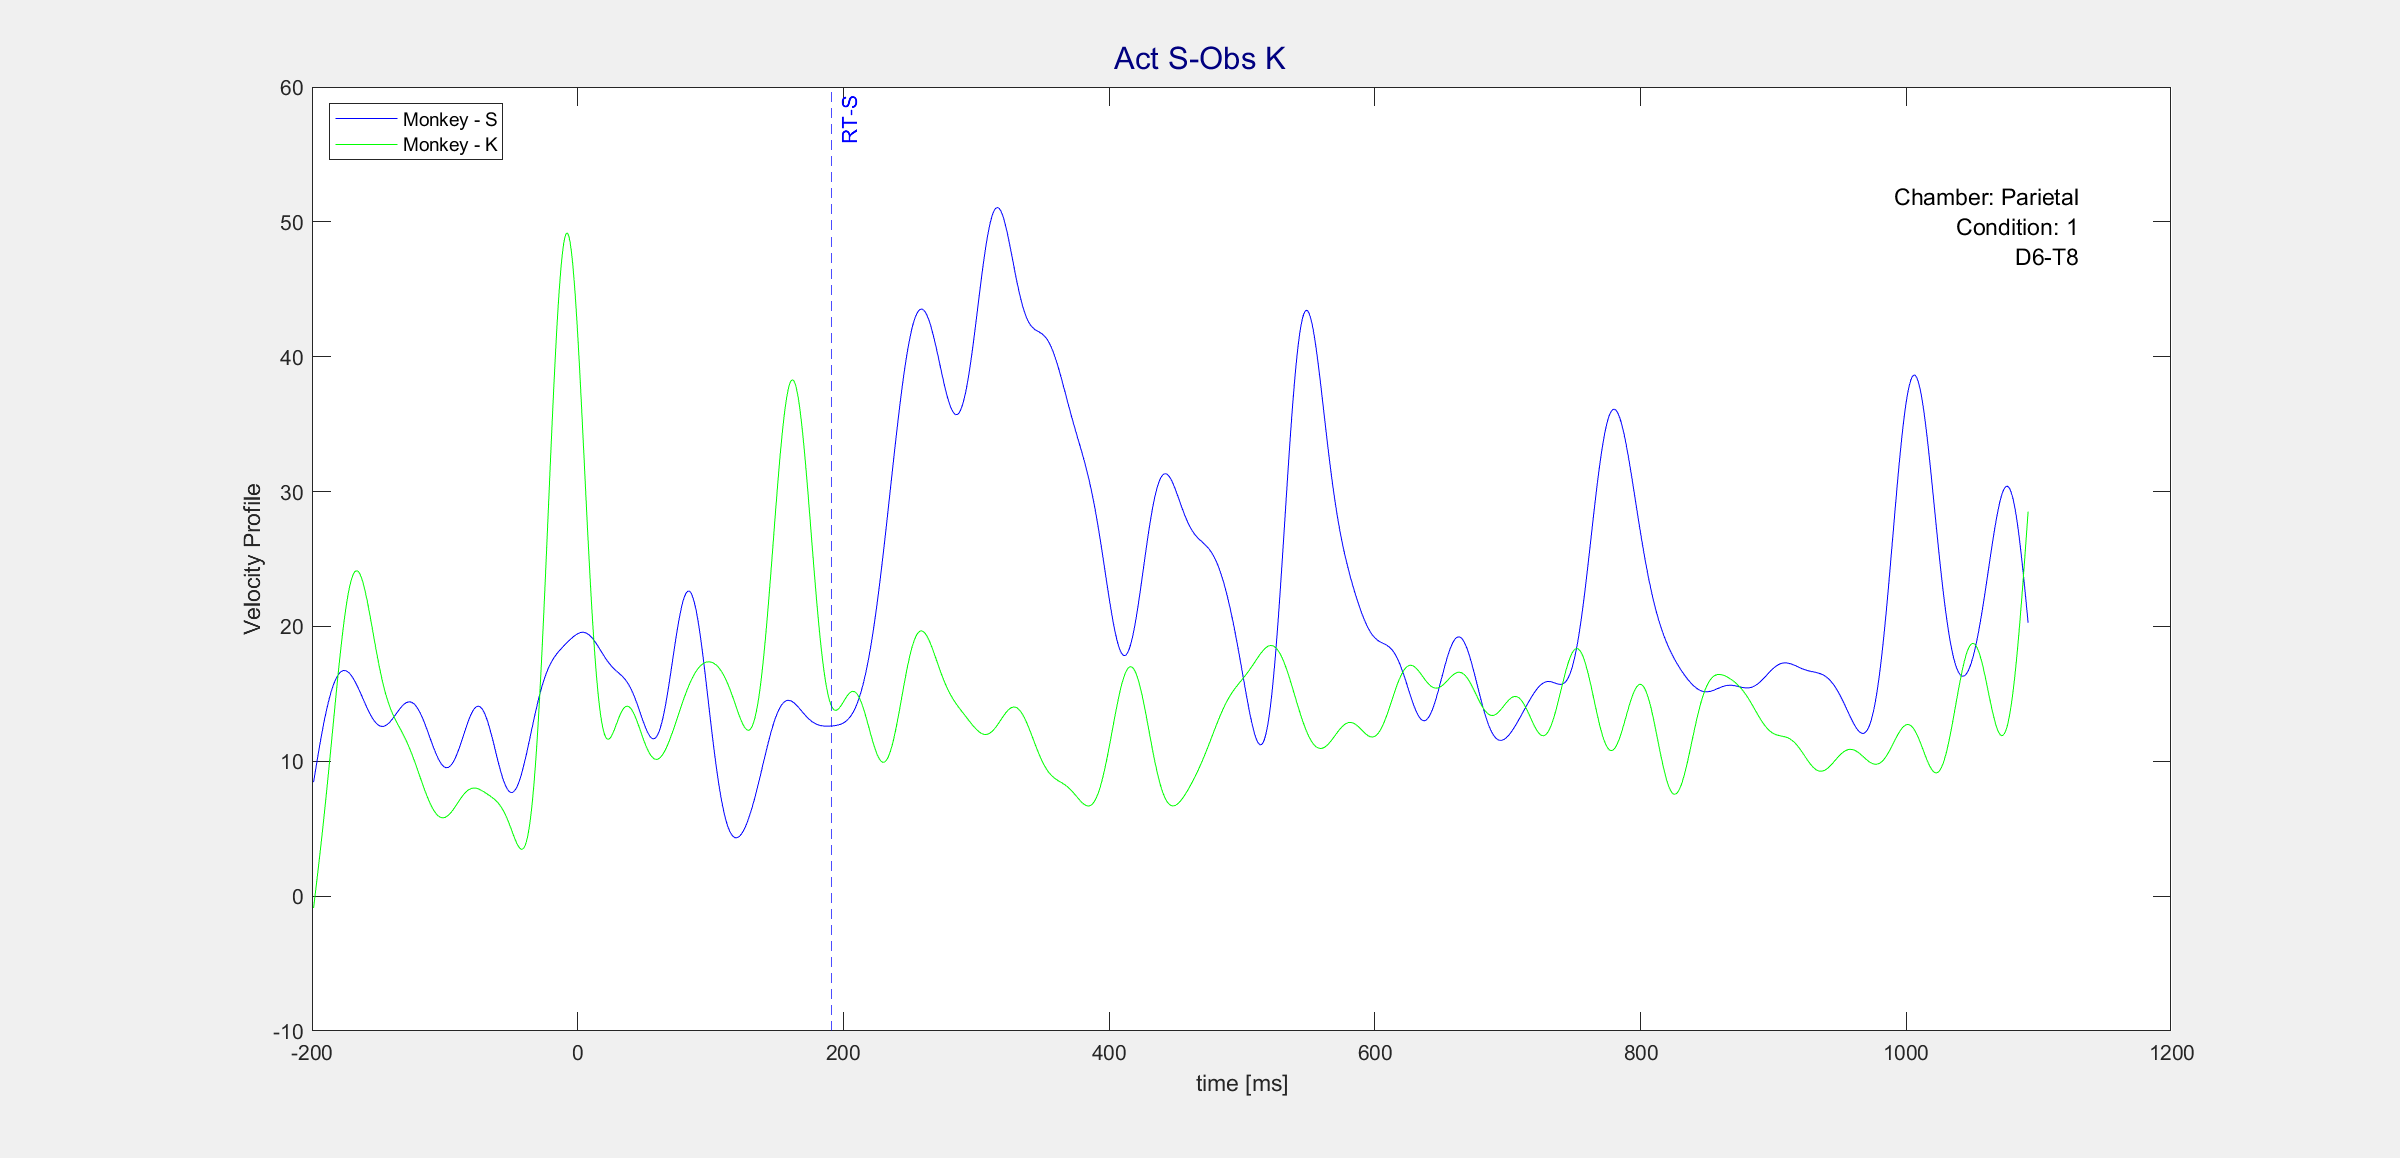 Act S-Obs K
60
50
40
30
20
10
0
-10
Velocity Profile
Monkey - S
Monkey - K
RT-S
Chamber: Parietal
Condition: 1
D6-T8
-200 0 200 400 600 800 1000 1200
time [ms]